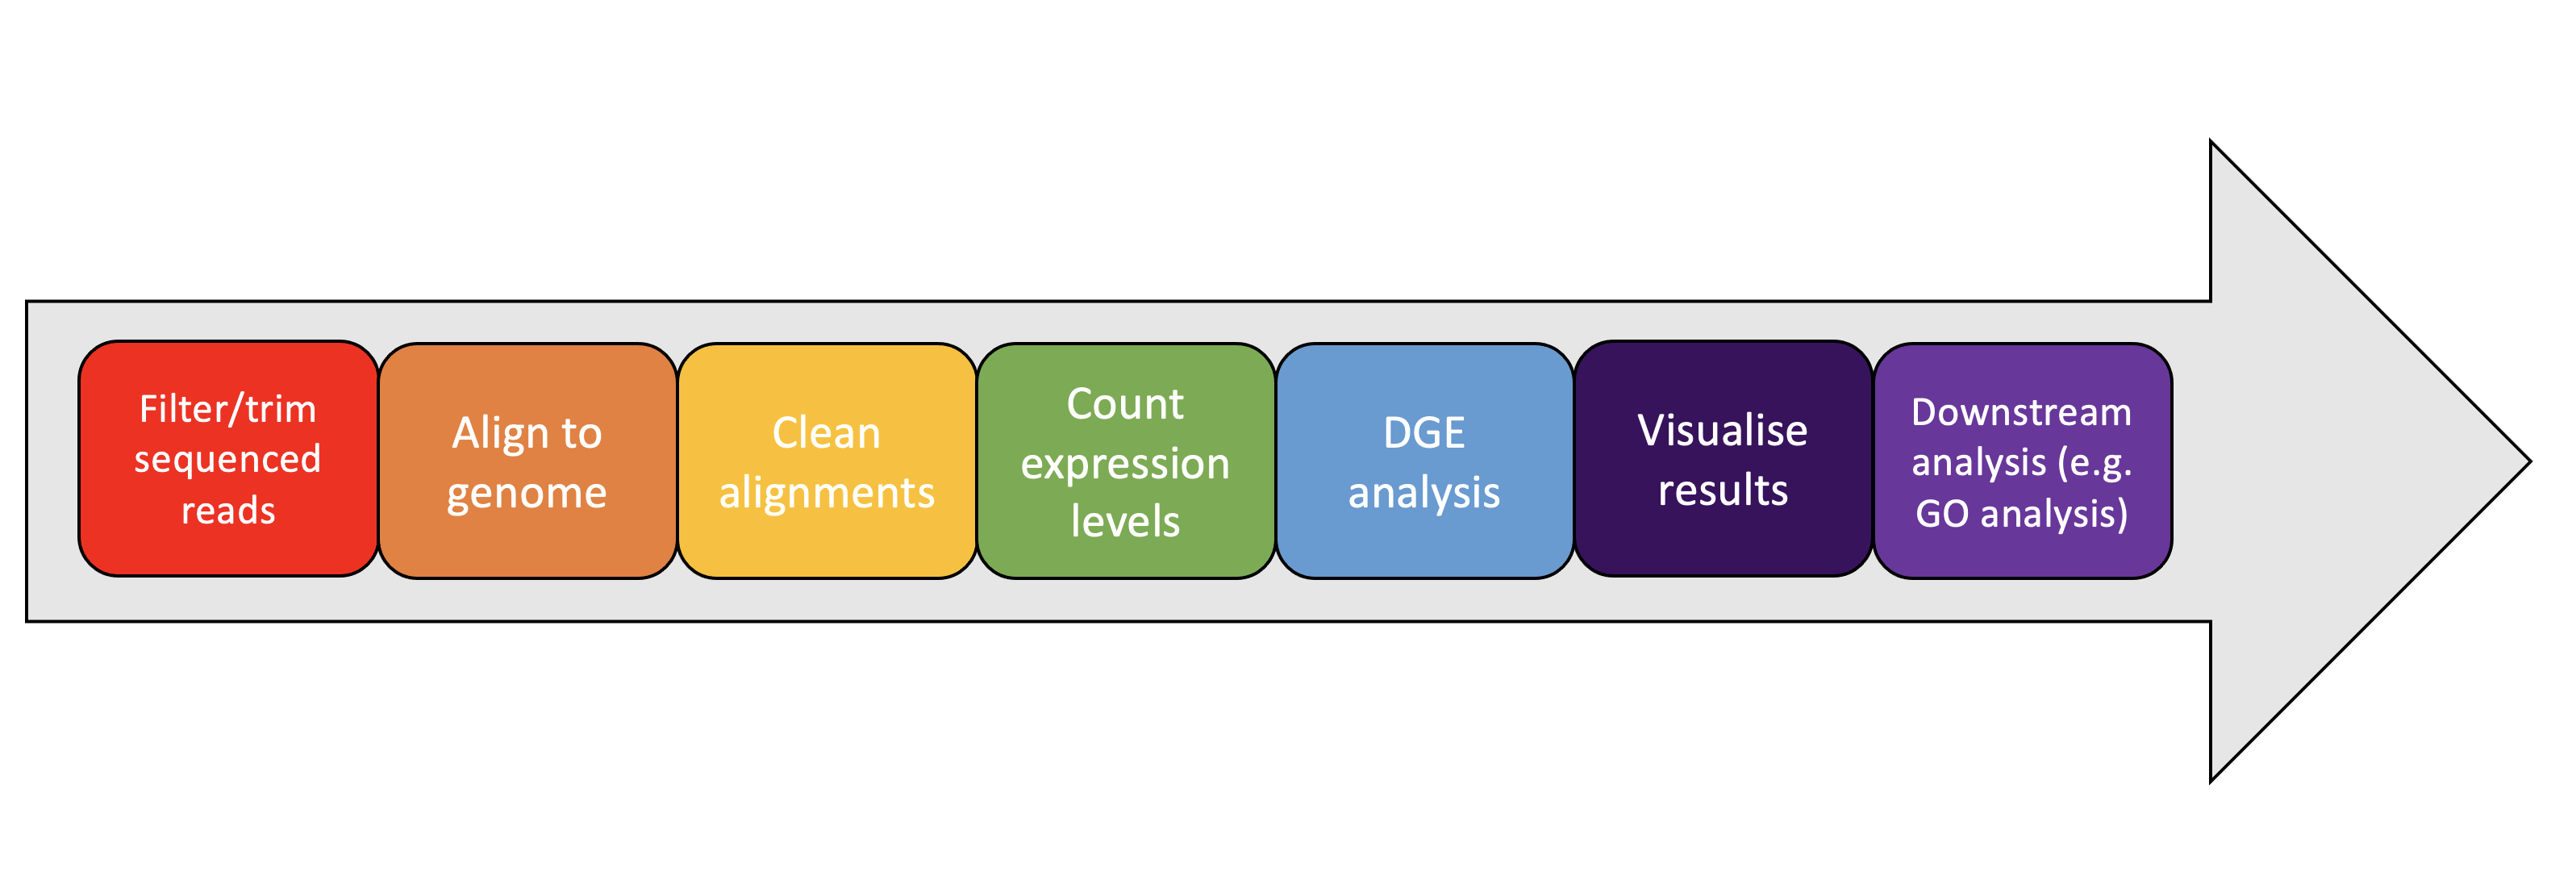 Filter/trim
sequenced
reads
Align to
genome
Clean
alignments
Count
expression
levels
DGE
analysis
Visualise
results
Downstream
analysis (e.g.
GO analysis)